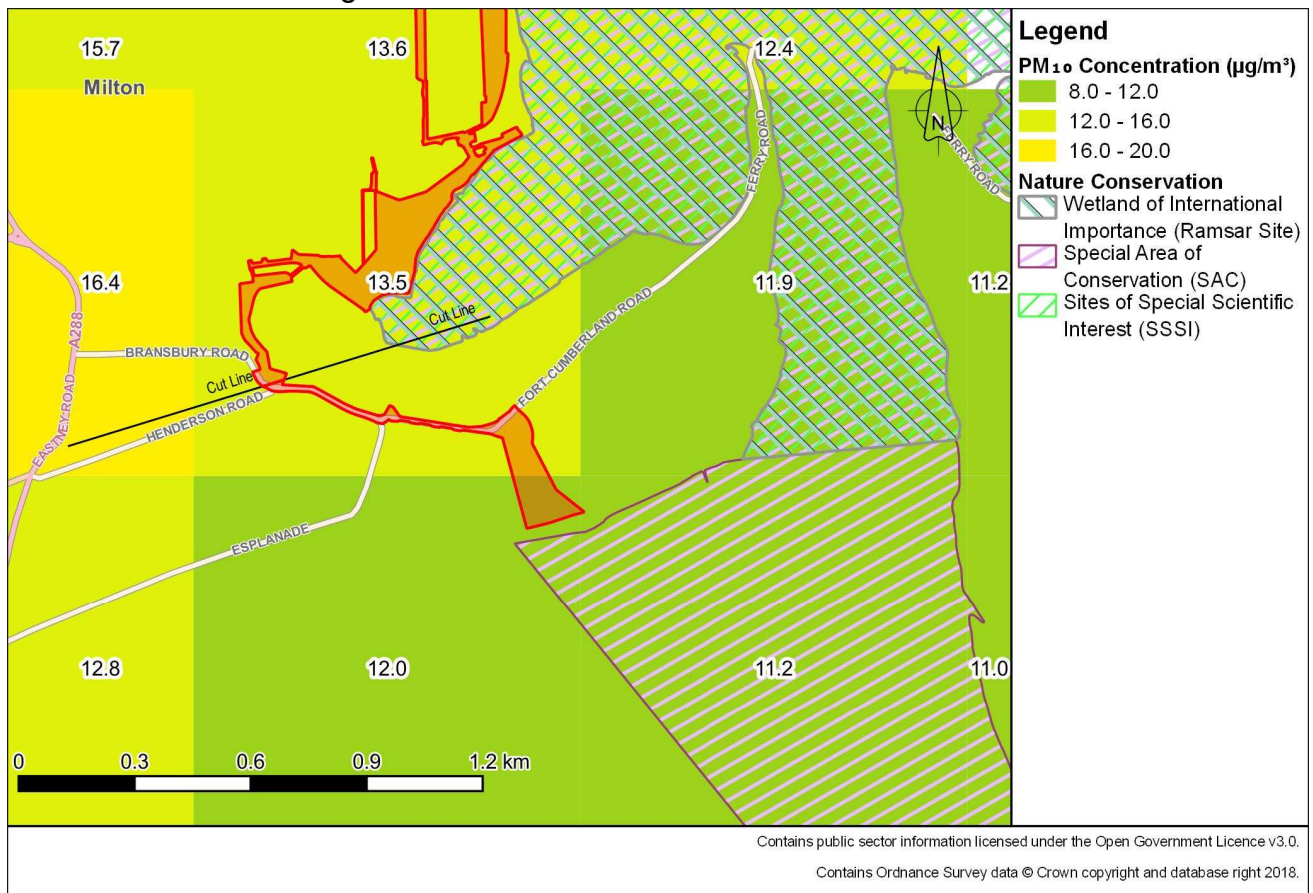 15.7
13.6
12.4
Milton
N
FERRY ROAD
FERRY ROAD
16.4
13.5
11.9
11.2
A288
Cut Line
BRANSBURY ROAD
FORT CUMBERLAND ROAD
Cut Line
HENDERSON ROAD
EASTNEY ROAD
ESPLANADE
12.8
12.0
11.2
11.0
0 0.3 0.6 0.9 1.2 km
Legend
PM₁₀ Concentration (µg/m³)
8.0 - 12.0
12.0 - 16.0
16.0 - 20.0
Nature Conservation
Wetland of International
Importance (Ramsar Site)
Special Area of
Conservation (SAC)
Sites of Special Scientific
Interest (SSSI)
Contains public sector information licensed under the Open Government Licence v3.0.
Contains Ordnance Survey data © Crown copyright and database right 2018.